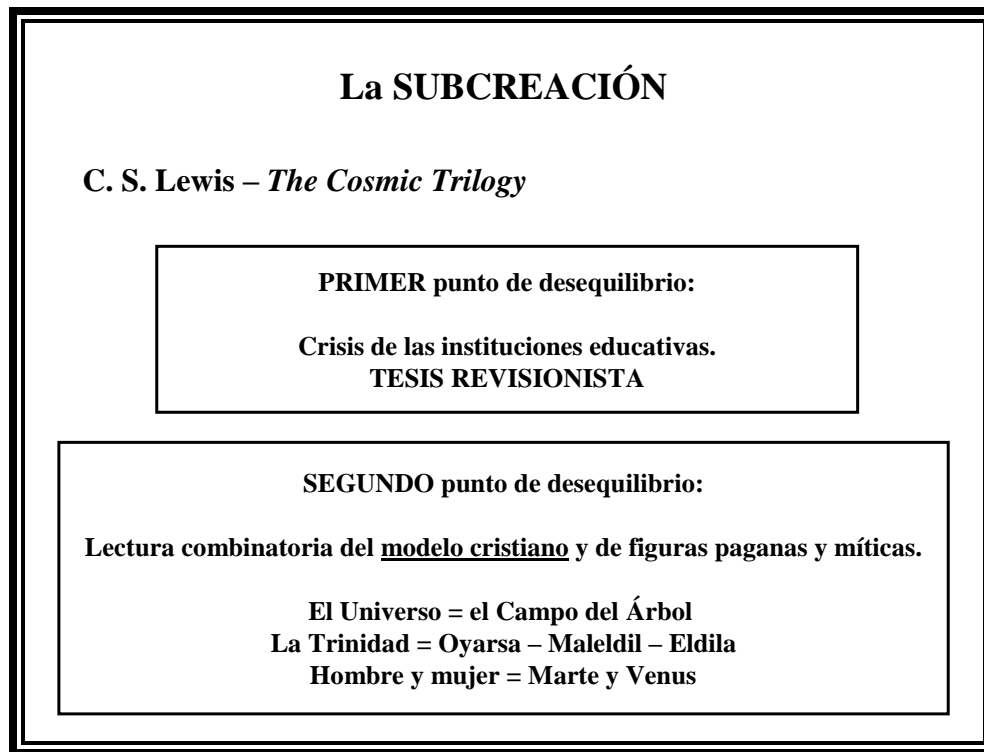 La SUBCREACIÓN
C. S. Lewis – The Cosmic Trilogy
PRIMER punto de desequilibrio:
Crisis de las instituciones educativas.
TESIS REVISIONISTA
SEGUNDO punto de desequilibrio:
Lectura combinatoria del modelo cristiano y de figuras paganas y míticas.
El Universo = el Campo del Árbol
La Trinidad = Oyarsa – Maleldil – Eldila
Hombre y mujer = Marte y Venus